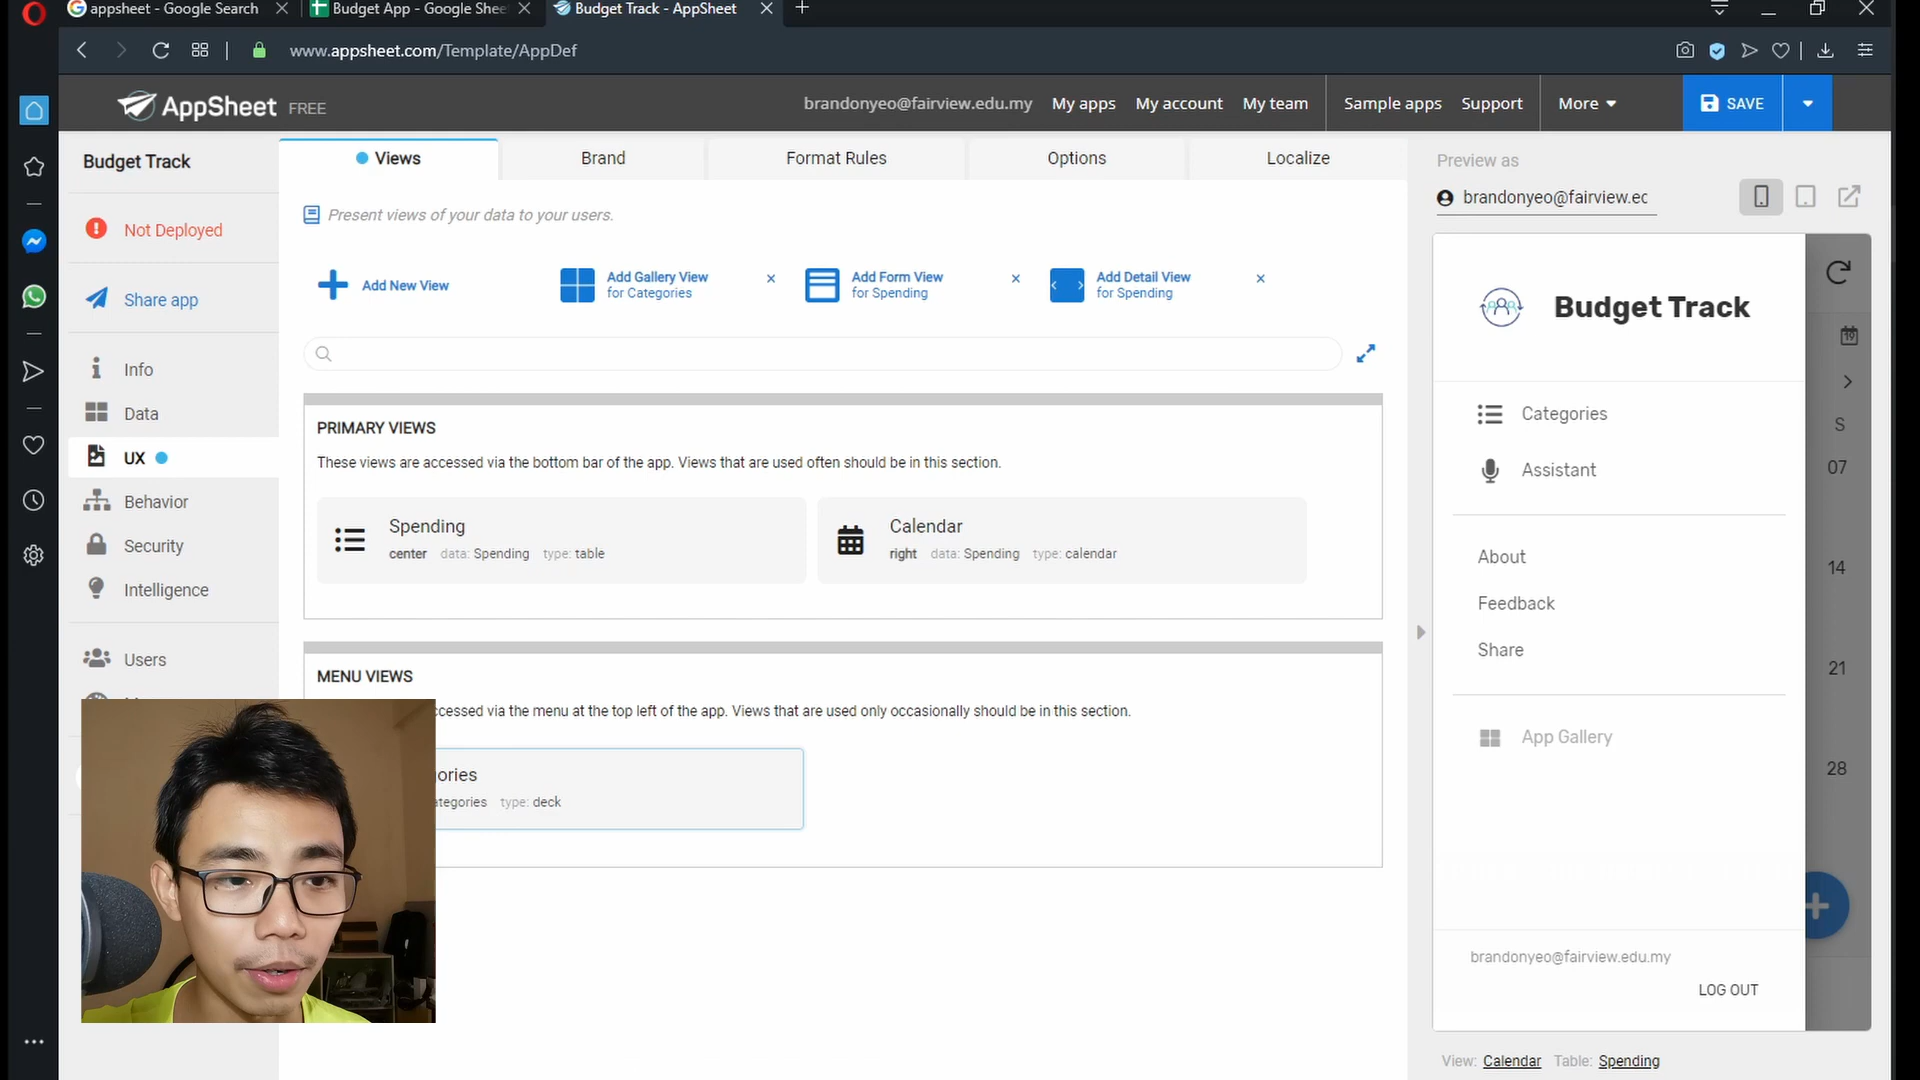 appsheet - Google Search
Budget App - Google Shee
Budget Track - AppSheet
www.appsheet.com/Template/AppDef
AppSheet FREE
brandonyeo@fairview.edu.my
My apps
My account
My team
Sample apps
Support
More
SAVE
Budget Track
Views
Brand
Format Rules
Options
Localize
Preview as
brandonyeo@fairview.ec
Not Deployed
Share app
Info
Data
UX
Behavior
Security
Intelligence
Users
Present views of your data to your users.
Add New View
Add Gallery View
for Categories
Add Form View
for Spending
Add Detail View
for Spending
PRIMARY VIEWS
These views are accessed via the bottom bar of the app. Views that are used often should be in this section.
Spending
center data: Spending type: table
Calendar
right data: Spending type: calendar
MENU VIEWS
ccessed via the menu at the top left of the app. Views that are used only occasionally should be in this section.
ories
ategories type: deck
Budget Track
Categories
Assistant
About
Feedback
Share
App Gallery
brandonyeo@fairview.edu.my
LOG OUT
19
S
07
14
21
28
View: Calendar Table: Spending